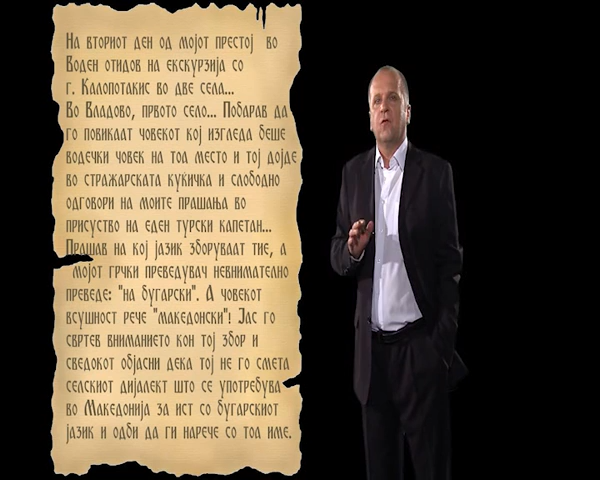 На вториот ден од мојот престој во
Воден отидов на екскурзија со
г. Калопотакис во две села...
Во Владово, првото село... Побарав да
го повикаат човекот кој изгледа беше
водечки човек на тоа место и тој дојде
во стражарската куќичка и слободно
одговори на моите прашања во
присуство на еден турски капетан...
Прашав на кој јазик зборуваат тие, а
мојот грчки преведувач невнимателно
преведе: "на бугарски". А човекот
всушност рече "македонски"! Јас го
свртев вниманието кон тој збор и
сведокот објасни дека тој не го смета
селскиот дијалект што се употребува
во Македонија за ист со бугарскиот
јазик и одби да ги нарече со тоа име.